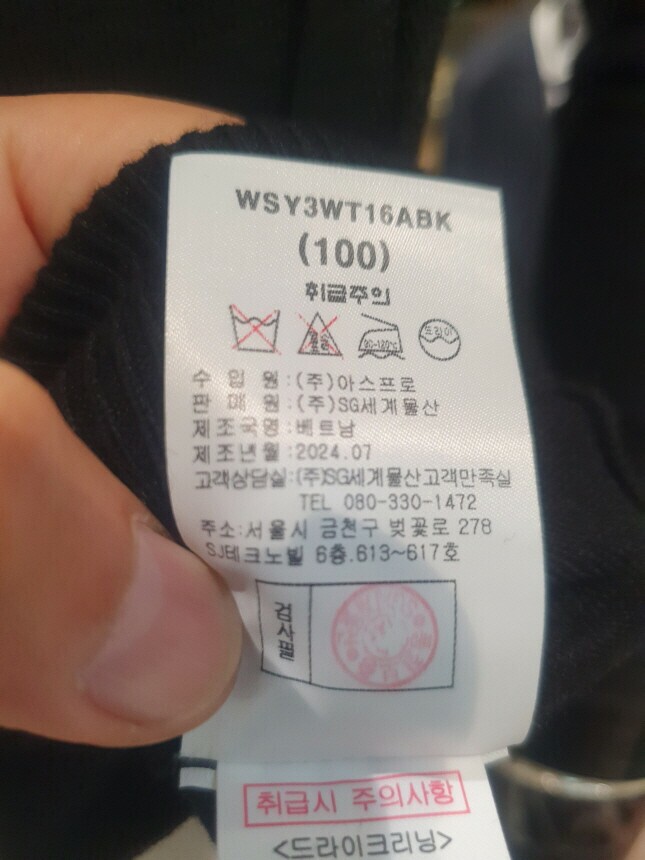 WSY3WT16ABK
(100)
취급주의
80-120℃ 드라이
수 입 원:(주)아스프로
판 매 원:(주)SG세계물산
제조국명:베트남
제조년월:2024.07
고객상담실:(주)SG세계물산고객만족실
TEL 080-330-1472
주소:서울시 금천구 벚꽃로 278
SJ테크노빌 6층.613~617호
검사필
취급시 주의사항
<드라이크리닝>